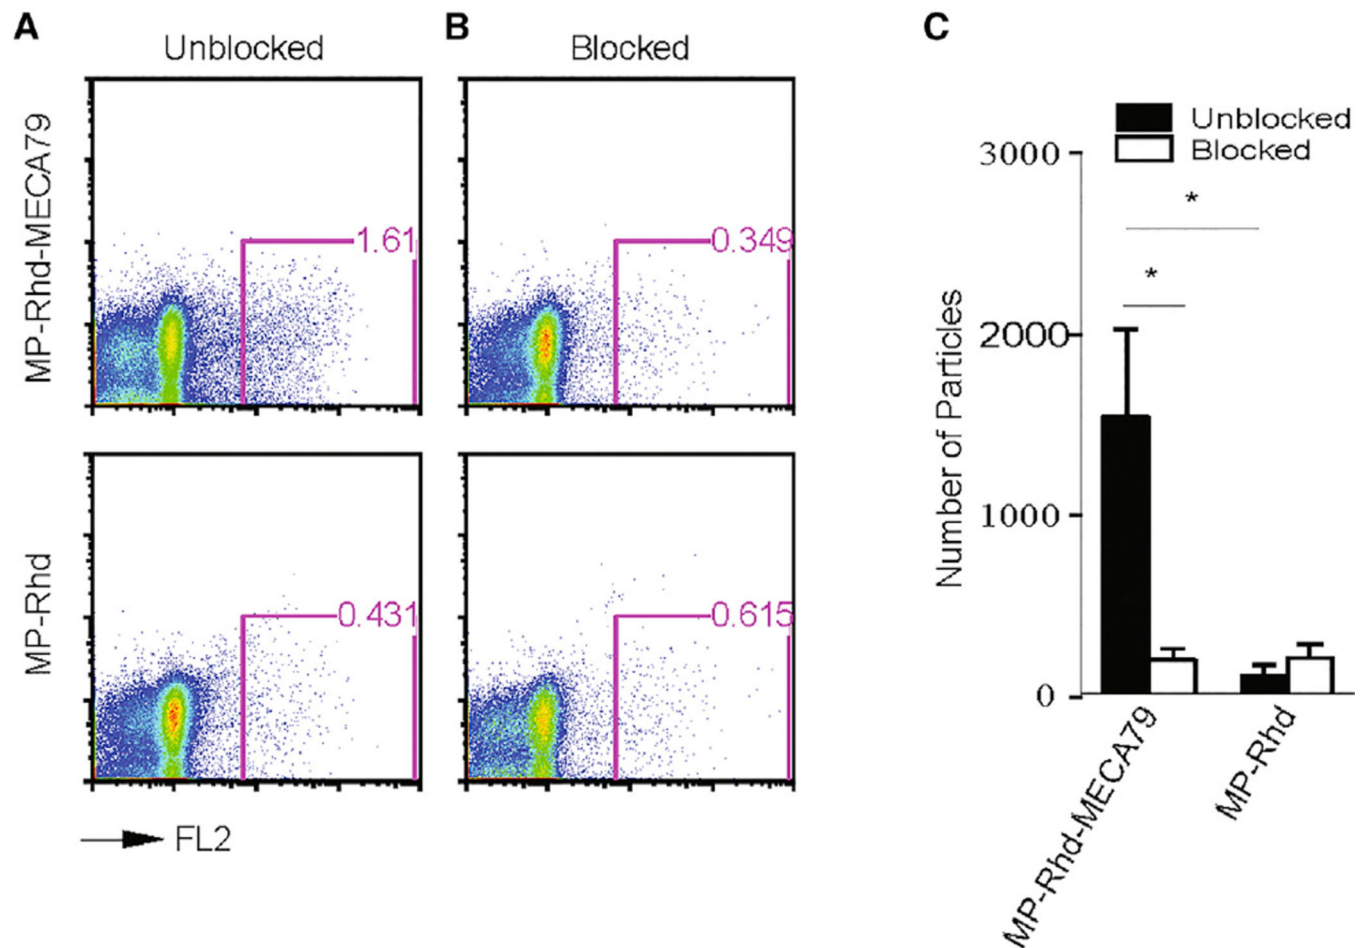 A
Unblocked
B
Blocked
C
MP-Rhd-MECA79
1.61
0.349
MP-Rhd
0.431
0.615
FL2
Unblocked
Blocked
Number of Particles
3000
*
*
2000
1000
0
MP-Rhd-MECA79
MP-Rhd